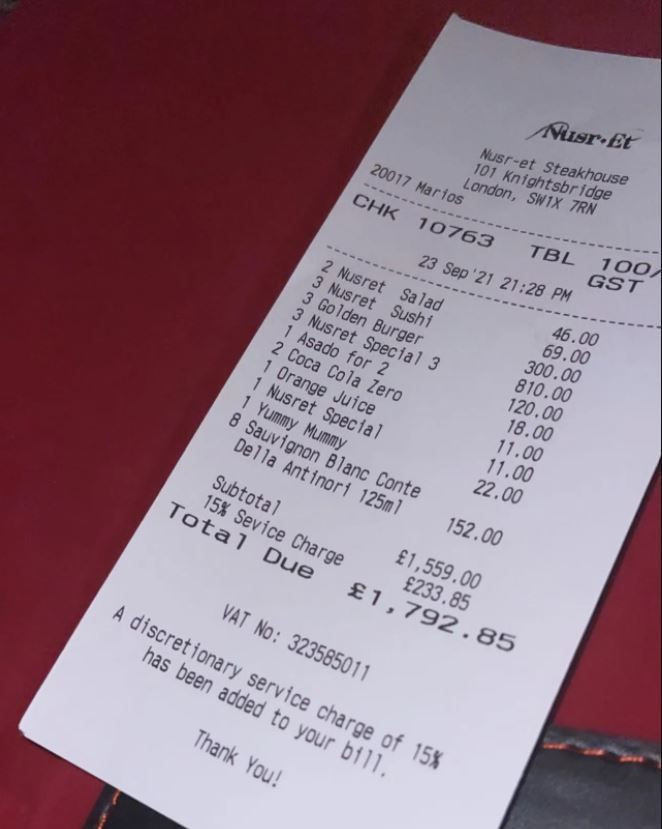 Nusr-Et
Nusr-et Steakhouse
101 Knightsbridge
London, SW1X 7RN
20017 Marios
CHK 10763 TBL 100/
GST
23 Sep'21 21:28 PM
2 Nusret Salad 46.00
3 Nusret Sushi 69.00
3 Golden Burger 300.00
3 Nusret Special 3 810.00
1 Asado for 2 120.00
2 Coca Cola Zero 18.00
1 Orange Juice 11.00
1 Nusret Special 11.00
1 Yummy Mummy 22.00
8 Sauvignon Blanc Conte
Della Antinori 125ml 152.00
Subtotal £1,559.00
15% Sevice Charge £233.85
Total Due £1,792.85
VAT No: 323585011
A discretionary service charge of 15%
has been added to your bill.
Thank You!